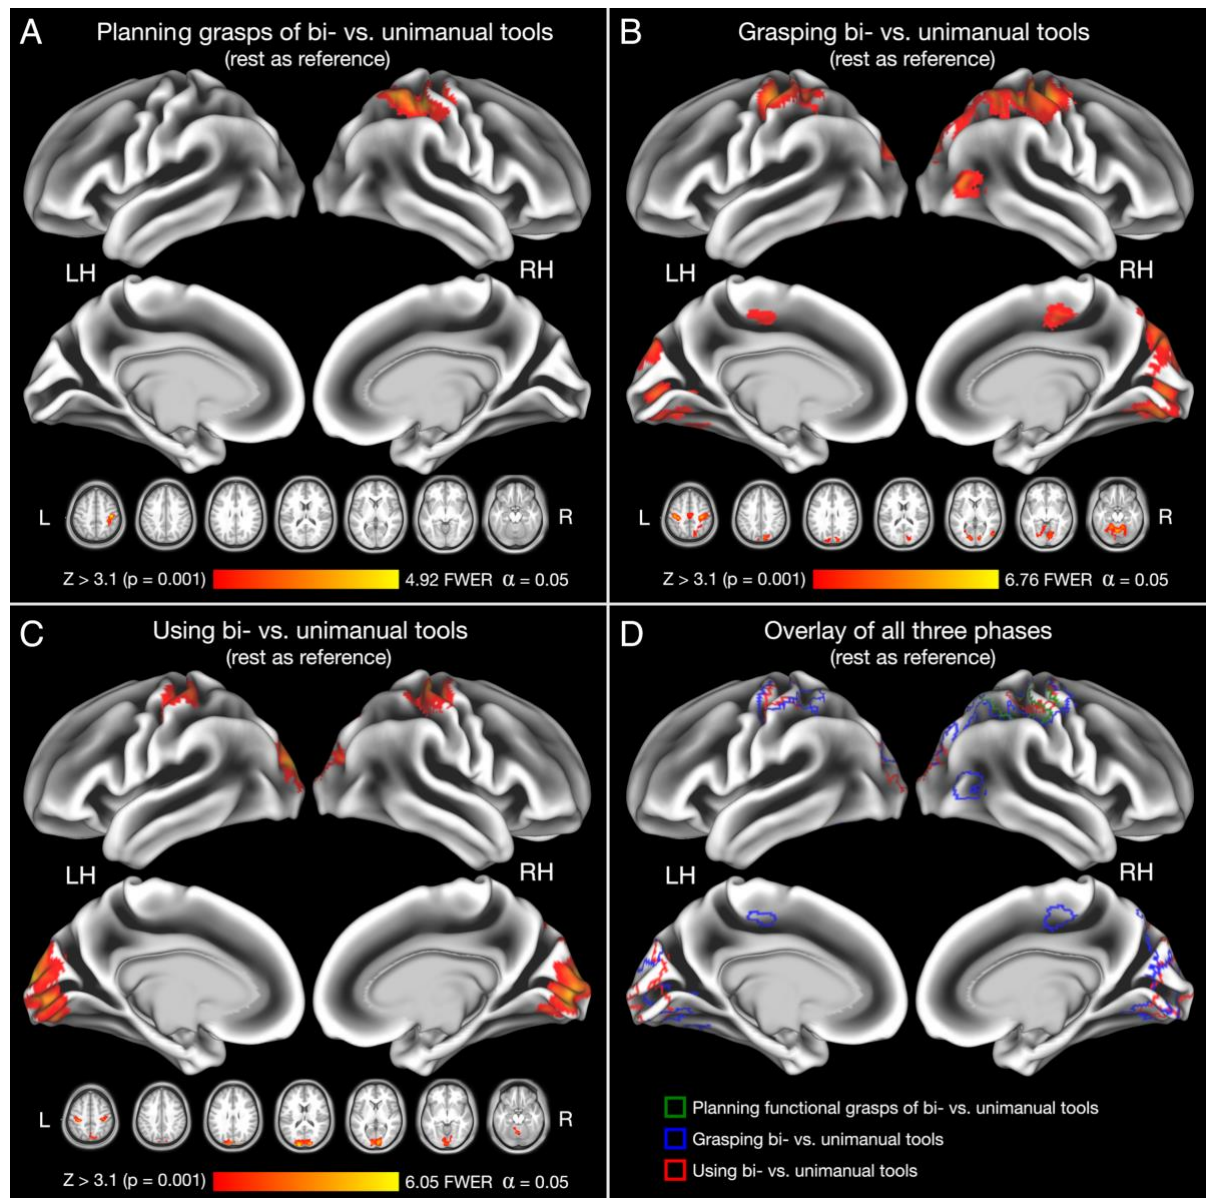 A
Planning grasps of bi- vs. unimanual tools
(rest as reference)
LH
RH
L
R
Z > 3.1 (p = 0.001)
4.92 FWER α = 0.05
B
Grasping bi- vs. unimanual tools
(rest as reference)
LH
RH
L
R
Z > 3.1 (p = 0.001)
6.76 FWER α = 0.05
C
Using bi- vs. unimanual tools
(rest as reference)
LH
RH
L
R
Z > 3.1 (p = 0.001)
6.05 FWER α = 0.05
D
Overlay of all three phases
(rest as reference)
LH
RH
Planning functional grasps of bi- vs. unimanual tools
Grasping bi- vs. unimanual tools
Using bi- vs. unimanual tools